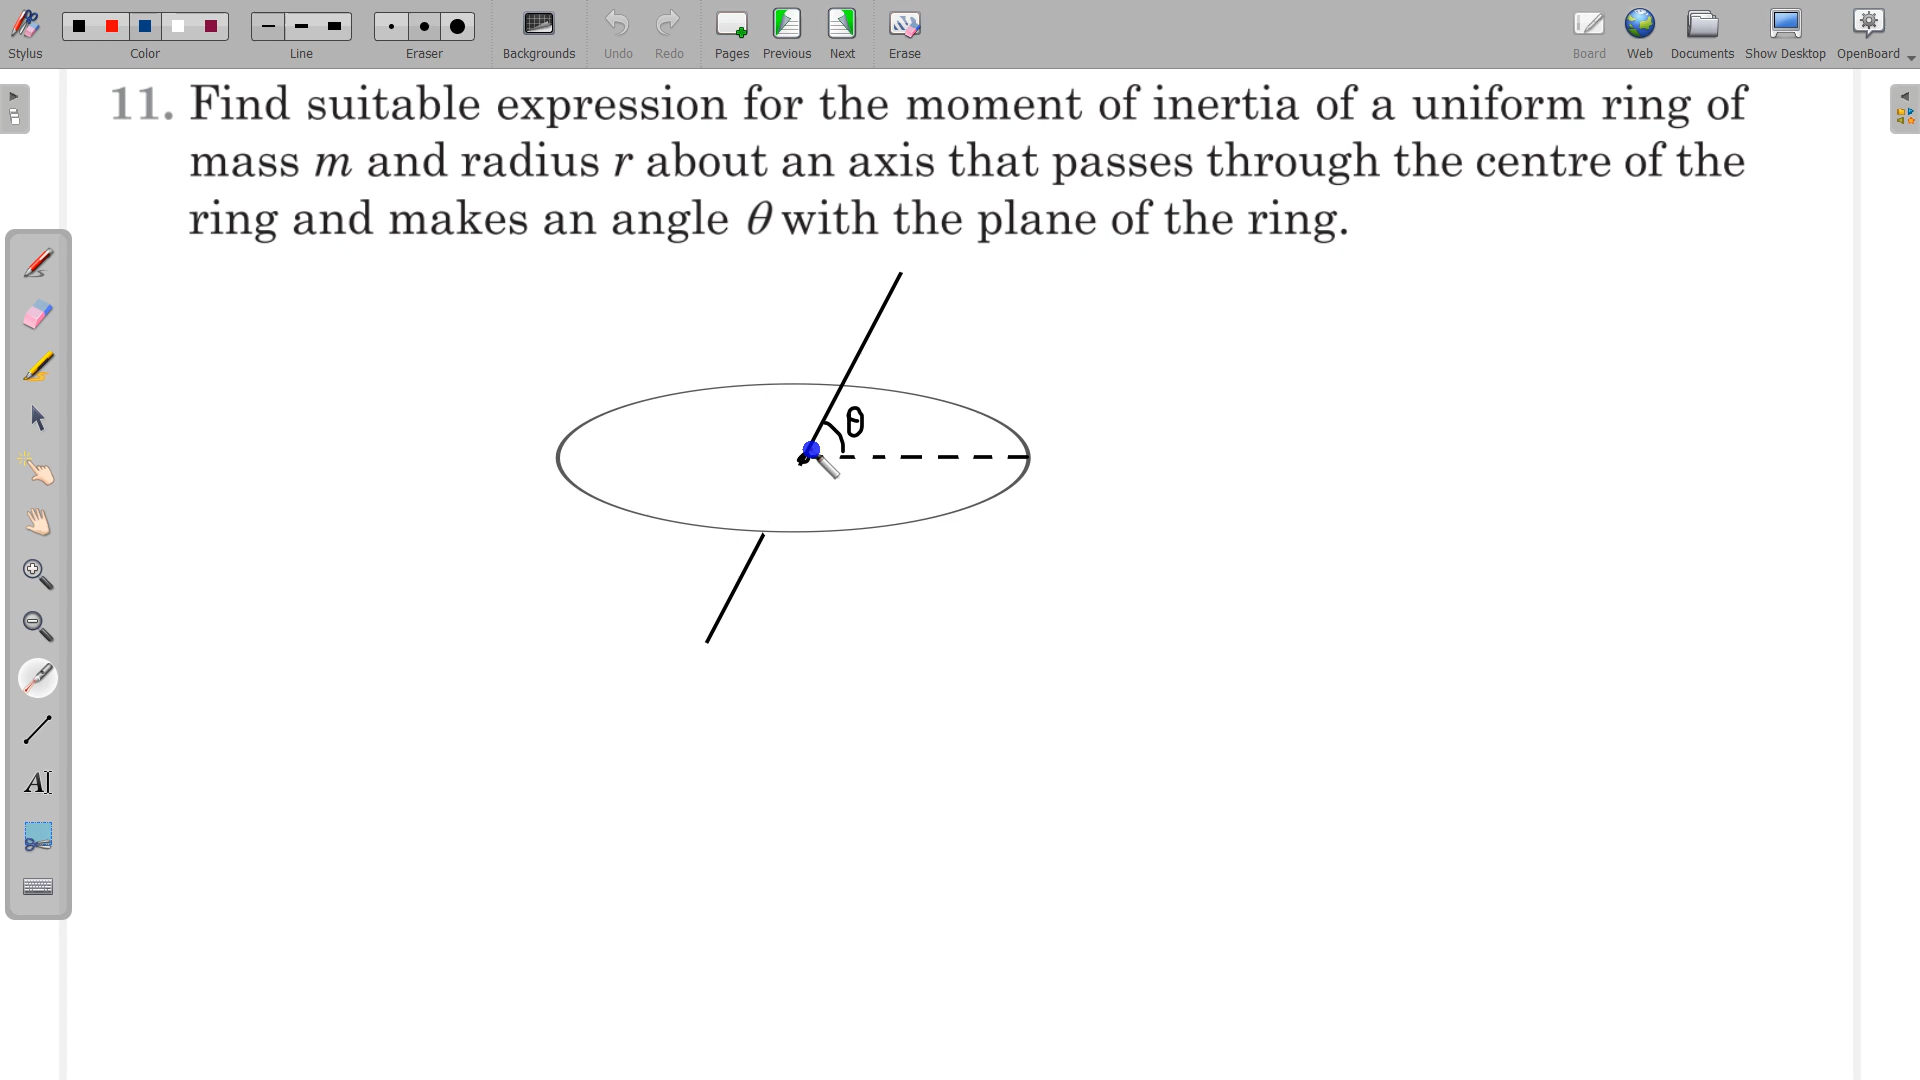 Stylus Color Line Eraser Backgrounds Undo Redo Pages Previous Next Erase Board Web Documents Show Desktop OpenBoard
11. Find suitable expression for the moment of inertia of a uniform ring of
mass m and radius r about an axis that passes through the centre of the
ring and makes an angle θ with the plane of the ring.
θ